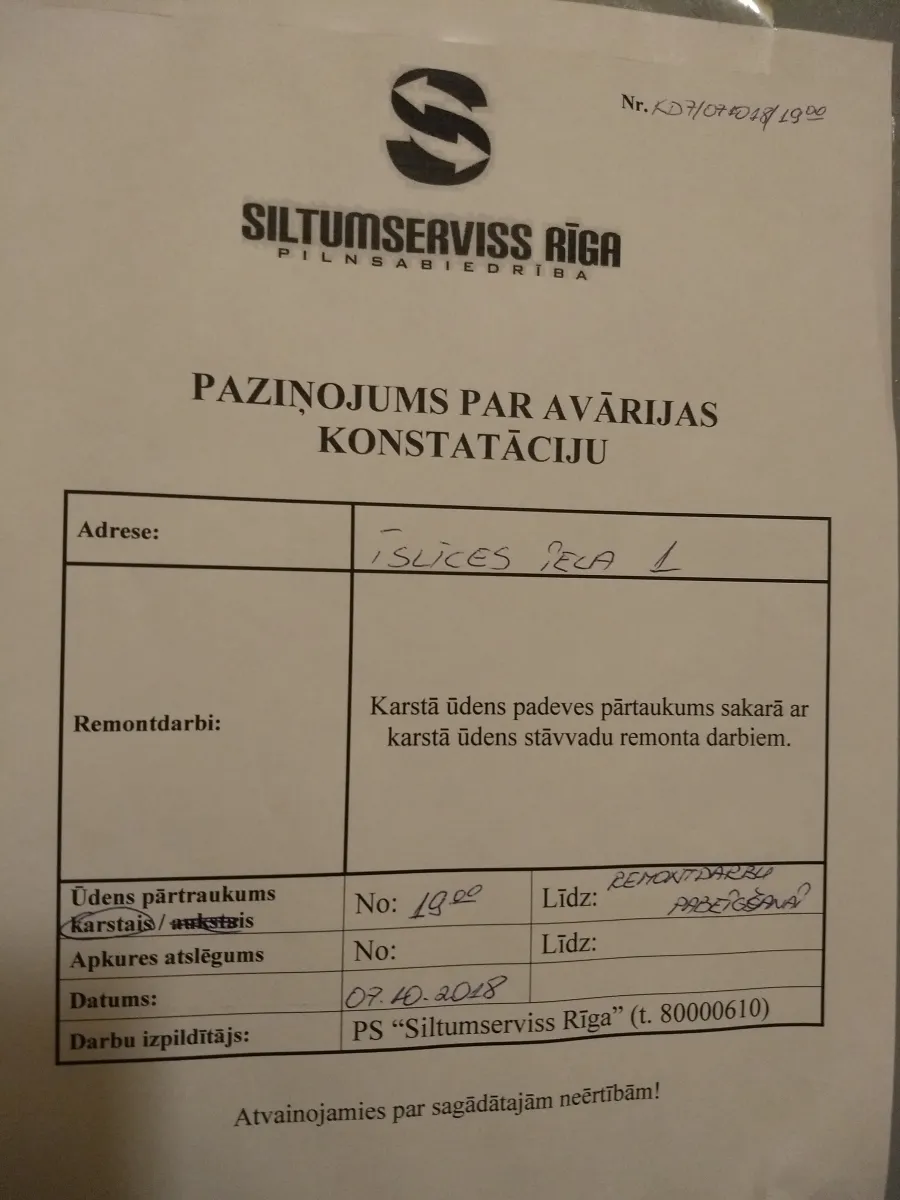 Nr. KD7/071018/19⁰⁰
SILTUMSERVISS RĪGA
PILNSABIEDRĪBA
PAZIŅOJUMS PAR AVĀRIJAS
KONSTATĀCIJU
Adrese: ĪSLĪCES IELA 1
Remontdarbi:
Karstā ūdens padeves pārtaukums sakarā ar
karstā ūdens stāvvadu remonta darbiem.
Ūdens pārtraukums
Karstais / aukstais
No: 19⁰⁰ Līdz: REMONTDARBU
PABEIGŠANAI
Apkures atslēgums No: Līdz:
Datums: 07.10.2018
Darbu izpildītājs: PS “Siltumserviss Rīga” (t. 80000610)
Atvainojamies par sagādātajām neērtībām!